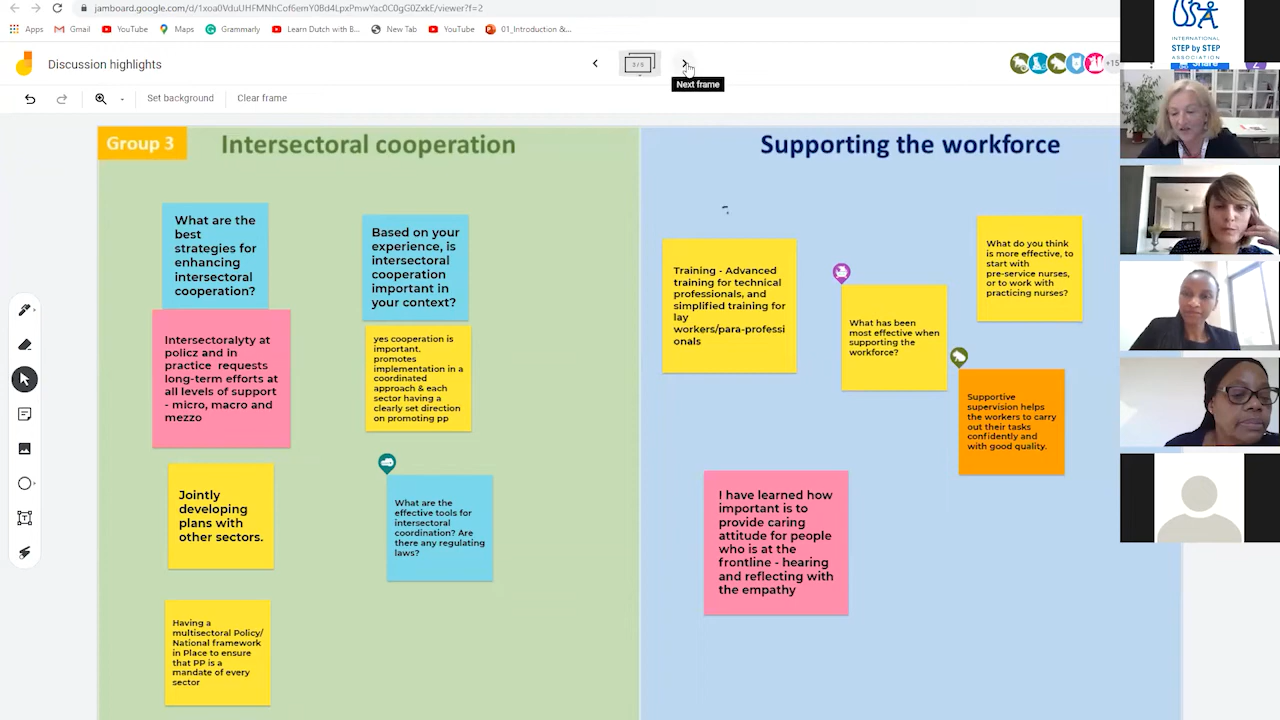 jamboard.google.com/d/1xoa0VduUHFMNhCof6emY0Bd4LpxPmwYac0C0gG0ZxkE/viewer?f=2
Apps
Gmail
YouTube
Maps
Grammarly
Learn Dutch with B...
New Tab
YouTube
01_Introduction &...
Discussion highlights
3/5
+15
Share
Next frame
Set background
Clear frame
INTERNATIONAL
STEP by STEP
ASSOCIATION
Group 3
Intersectoral cooperation
What are the
best
strategies for
enhancing
intersectoral
cooperation?
Based on your
experience, is
intersectoral
cooperation
important in
your context?
Intersectoralyty at
policz and in
practice requests
long-term efforts at
all levels of support
- micro, macro and
mezzo
yes cooperation is
important.
promotes
implementation in a
coordinated
approach & each
sector having a
clearly set direction
on promoting pp
Jointly
developing
plans with
other sectors.
What are the
effective tools for
intersectoral
coordination? Are
there any regulating
laws?
Having a
multisectoral Policy/
National framework
in Place to ensure
that PP is a
mandate of every
sector
Supporting the workforce
Training - Advanced
training for technical
professionals, and
simplified training for
lay
workers/para-professi
onals
What has been
most effective when
supporting the
workforce?
What do you think
is more effective, to
start with
pre-service nurses,
or to work with
practicing nurses?
Supportive
supervision helps
the workers to carry
out their tasks
confidently and
with good quality.
I have learned how
important is to
provide caring
attitude for people
who is at the
frontline - hearing
and reflecting with
the empathy